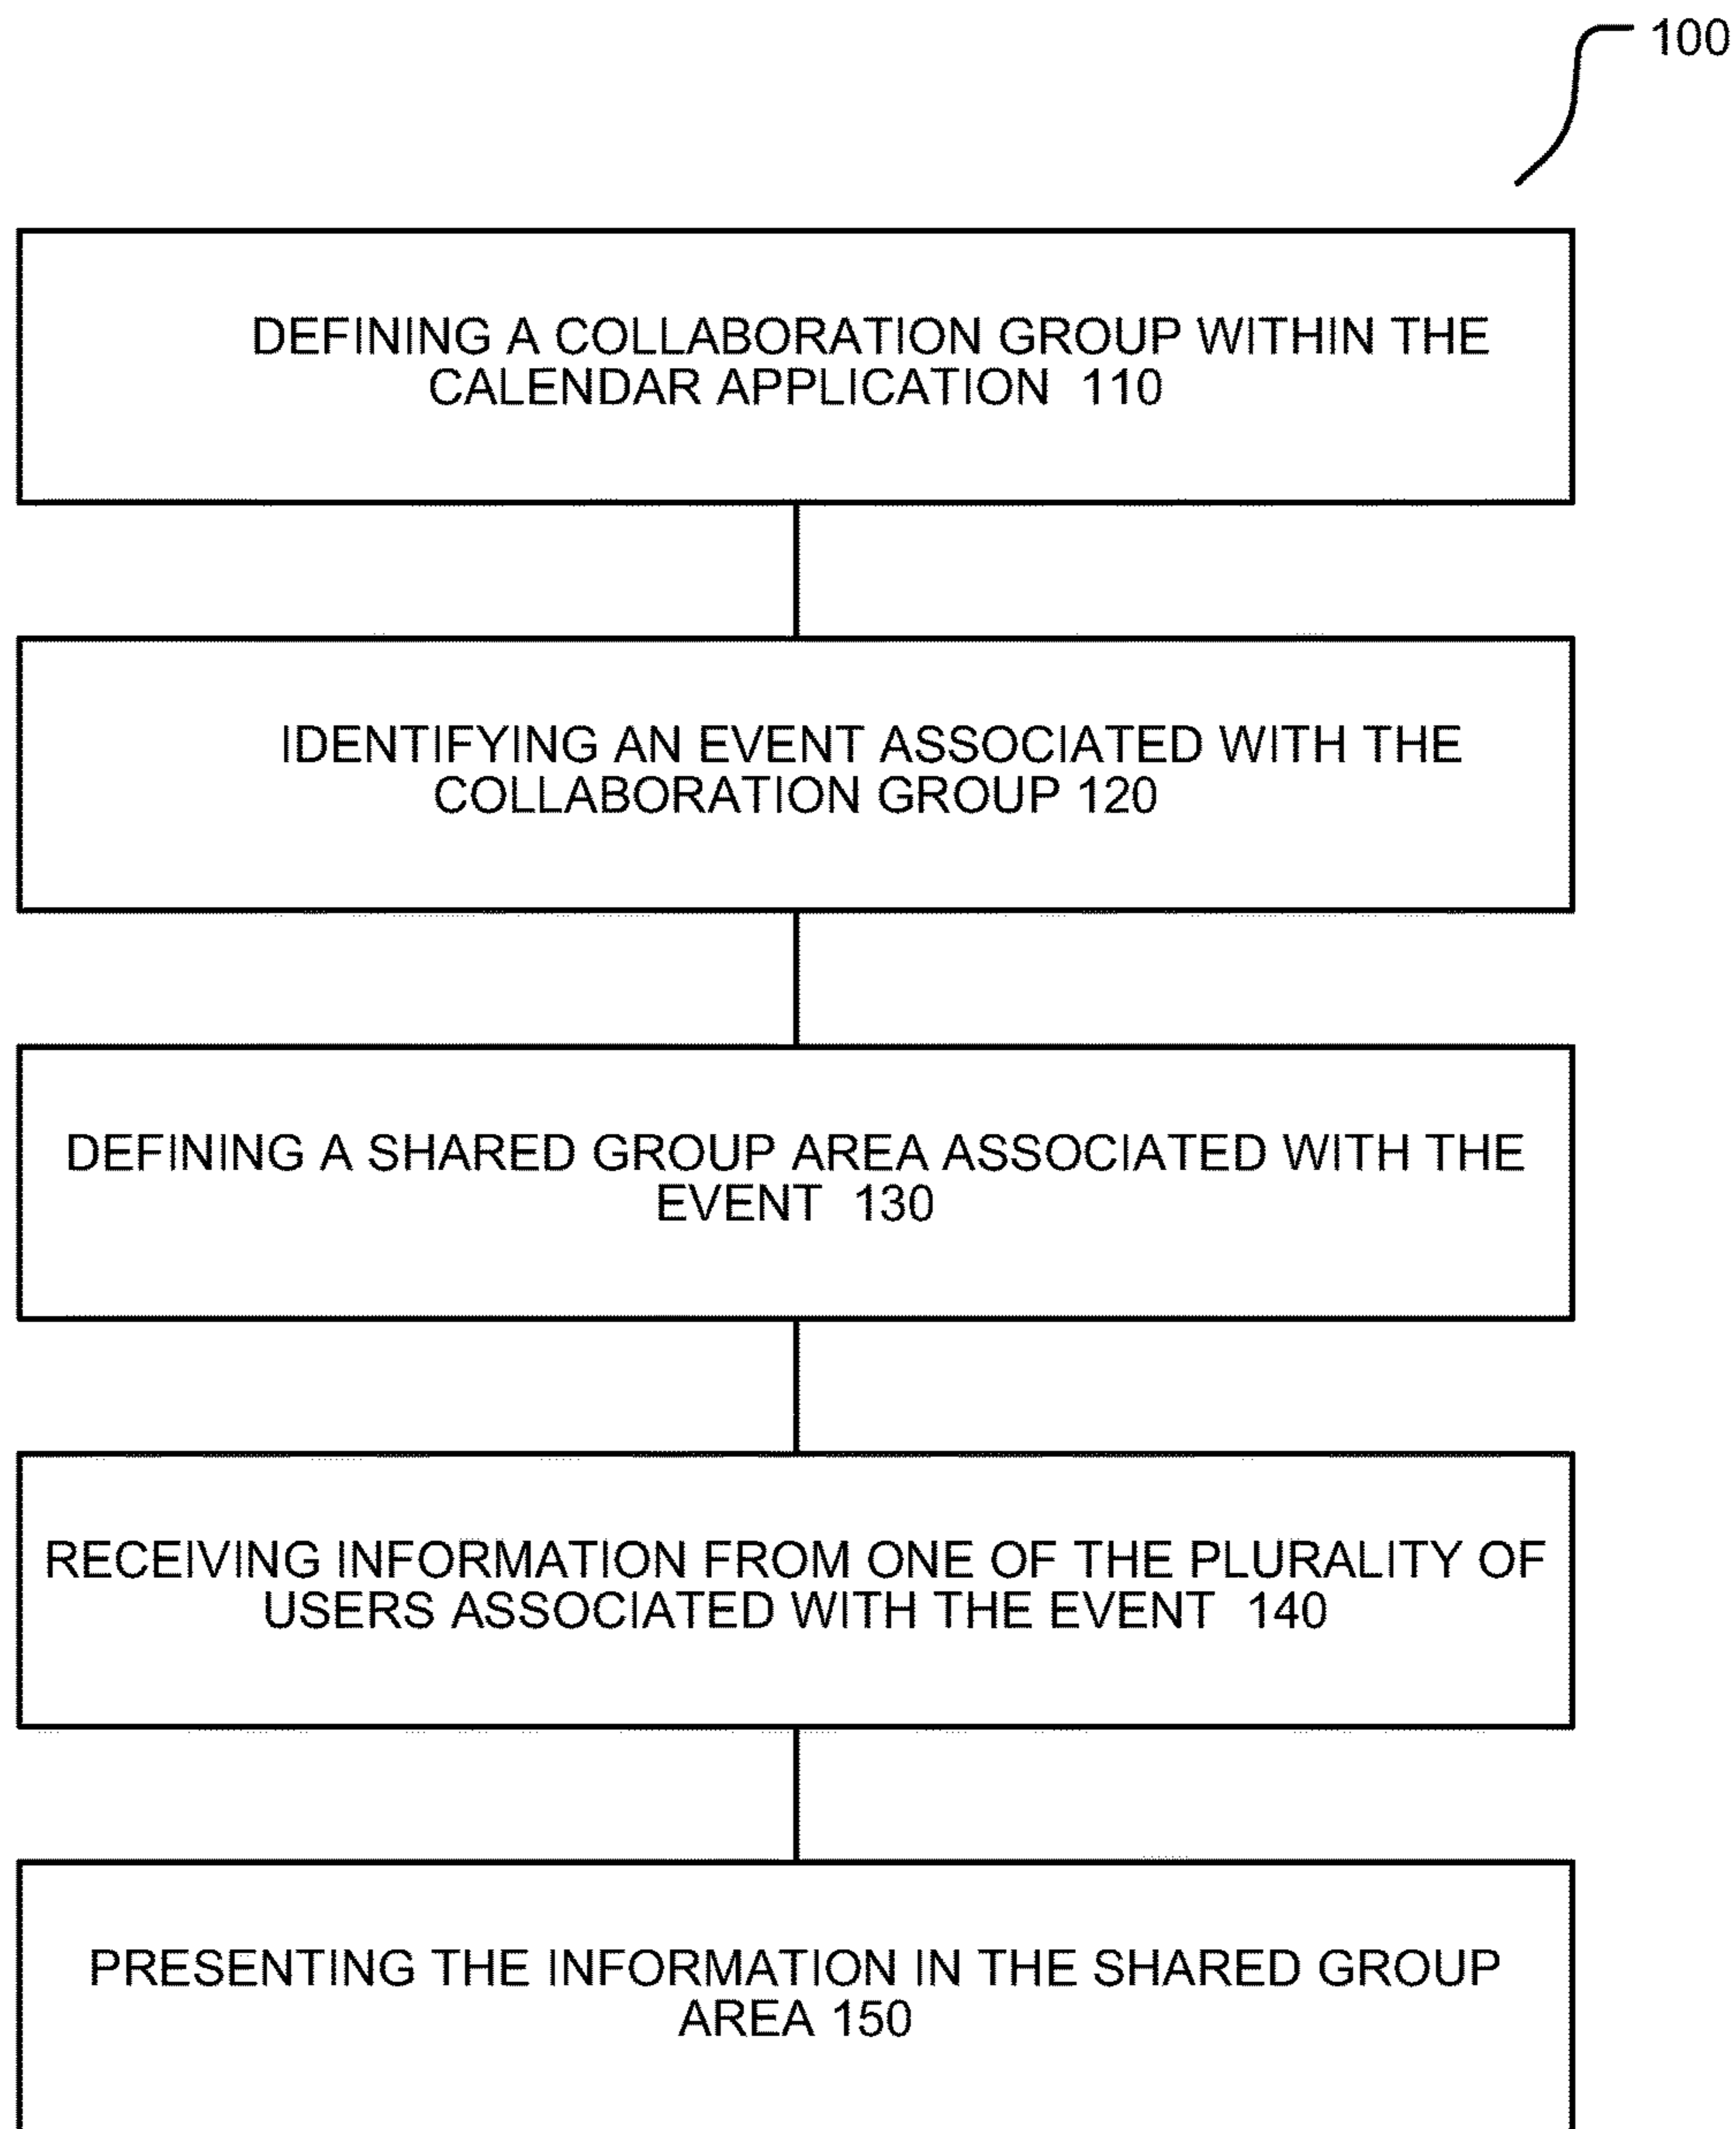 100
DEFINING A COLLABORATION GROUP WITHIN THE
CALENDAR APPLICATION 110
IDENTIFYING AN EVENT ASSOCIATED WITH THE
COLLABORATION GROUP 120
DEFINING A SHARED GROUP AREA ASSOCIATED WITH THE
EVENT 130
RECEIVING INFORMATION FROM ONE OF THE PLURALITY OF
USERS ASSOCIATED WITH THE EVENT 140
PRESENTING THE INFORMATION IN THE SHARED GROUP
AREA 150